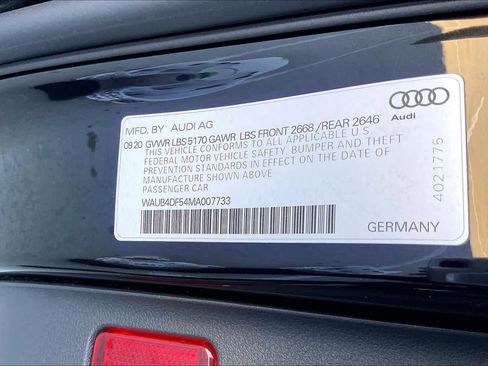 MFD. BY AUDI AG
09 20 GVWR LBS 5170 GAWR LBS FRONT 2668 / REAR 2646
THIS VEHICLE CONFORMS TO ALL APPLICABLE U.S.
FEDERAL MOTOR VEHICLE SAFETY, BUMPER AND THEFT
PREVENTION STANDARDS IN EFFECT ON THE DATE OF
MANUFACTURE SHOWN ABOVE
PASSENGER CAR
WAUB4DF54MA007733
Audi
4021775
GERMANY